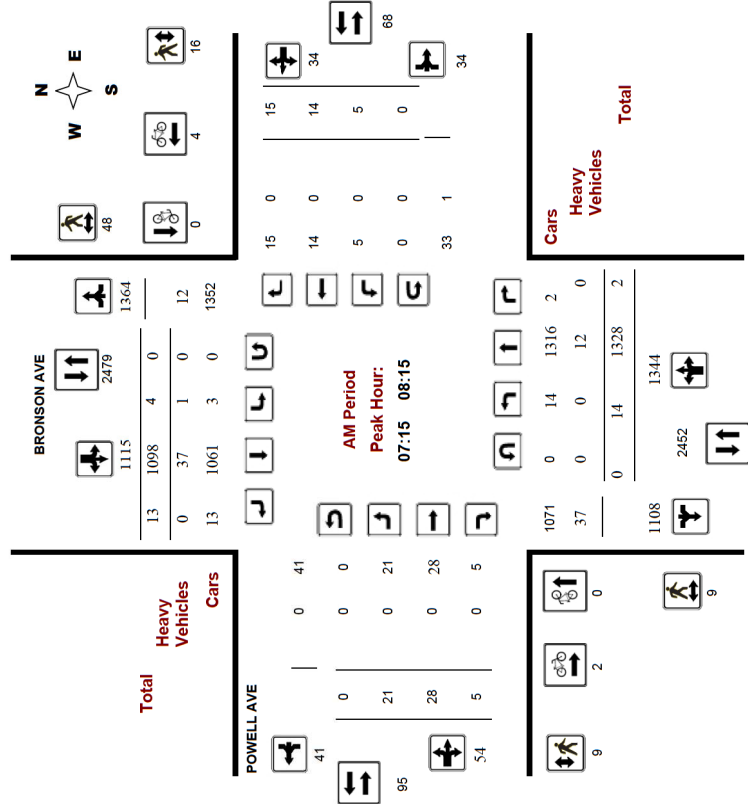 N
W E
S
16
4
48
0
68
34
34
15 14 5 0
15 0
14 0
5 0
0 0
33 1
BRONSON AVE
2479
1115
1364
13 1098 4 0
0 37 1 0 12
13 1061 3 0 1352
Total
Heavy
Vehicles
Cars
AM Period
Peak Hour:
07:15 08:15
Cars
Heavy
Vehicles
Total
1071 0 14 1316 2
37 0 0 12 0
0 14 1328 2
1108
1344
2452
POWELL AVE
41
95
54
0 41
0 0 0
21 0 21
28 0 28
5 0 5
0
2
9
9